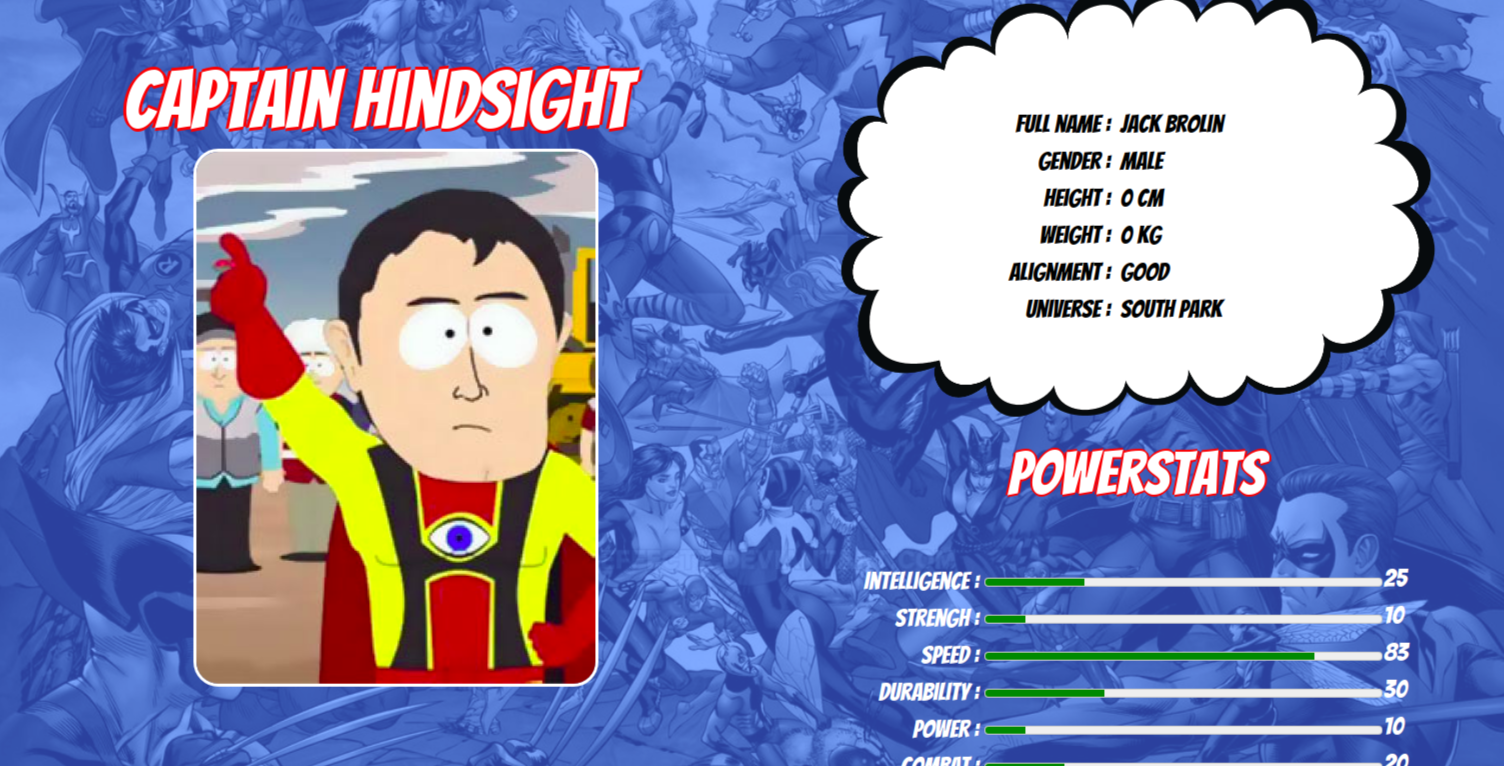 CAPTAIN HINDSIGHT
FULL NAME : JACK BROLIN
GENDER : MALE
HEIGHT : 0 CM
WEIGHT : 0 KG
ALIGNMENT : GOOD
UNIVERSE : SOUTH PARK
POWERSTATS
INTELLIGENCE : 25
STRENGH : 10
SPEED : 83
DURABILITY : 30
POWER : 10
COMBAT : 20